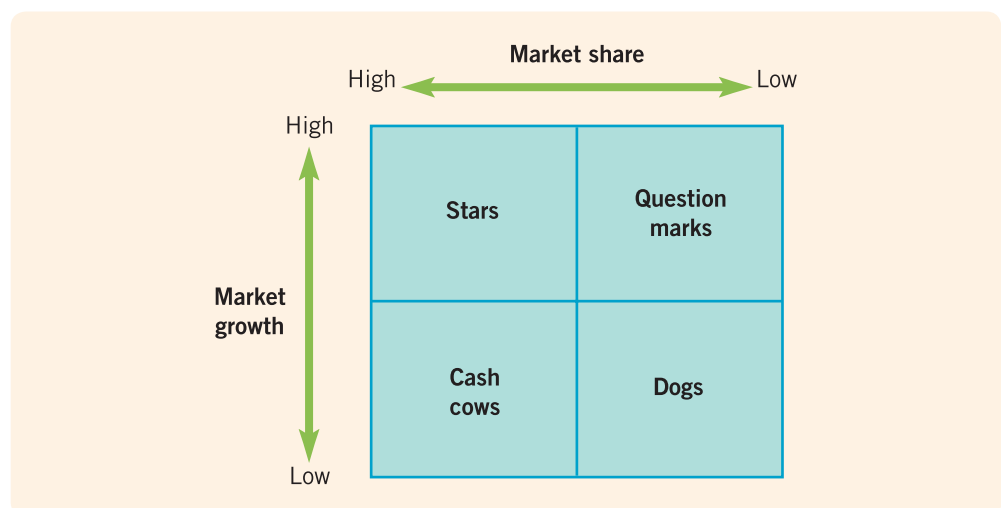 Market share
High
Low
High
Stars
Question
marks
Market
growth
Cash
cows
Dogs
Low